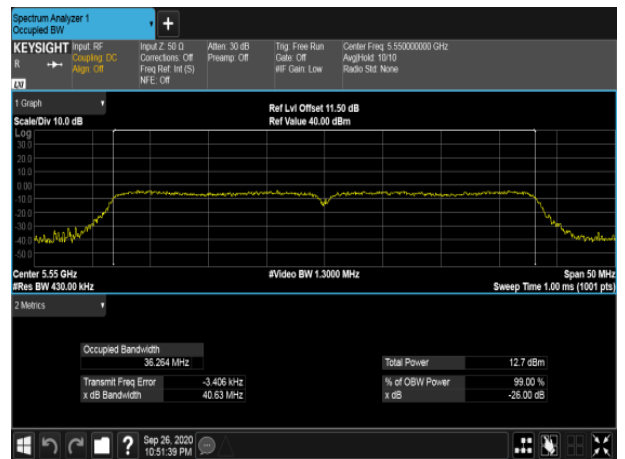 Spectrum Analyzer 1
Occupied BW
+
KEYSIGHT Input: RF Input Z: 50 Ω Atten: 30 dB Trig: Free Run Center Freq: 5.550000000 GHz
R Coupling: DC Corrections: Off Preamp: Off Gate: Off Avg|Hold: 10/10
Align: Off Freq Ref: Int (S) #IF Gain: Low Radio Std: None
LXI NFE: Off
1 Graph Ref Lvl Offset 11.50 dB
Scale/Div 10.0 dB Ref Value 40.00 dBm
Log
30.0
20.0
10.0
0.00
-10.0
-20.0
-30.0
-40.0
-50.0
Center 5.55 GHz #Video BW 1.3000 MHz Span 50 MHz
#Res BW 430.00 kHz Sweep Time 1.00 ms (1001 pts)
2 Metrics
Occupied Bandwidth
36.264 MHz Total Power 12.7 dBm
Transmit Freq Error -3.406 kHz % of OBW Power 99.00 %
x dB Bandwidth 40.63 MHz x dB -26.00 dB
? Sep 26, 2020
10:51:39 PM